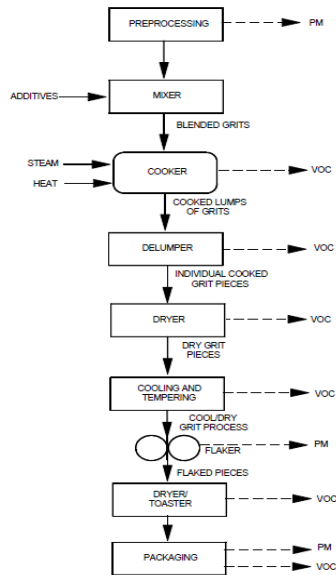 PREPROCESSING
PM
ADDITIVES
MIXER
BLENDED GRITS
STEAM
HEAT
COOKER
VOC
COOKED LUMPS
OF GRITS
DELUMPER
VOC
INDIVIDUAL COOKED
GRIT PIECES
DRYER
VOC
DRY GRIT
PIECES
COOLING AND
TEMPERING
VOC
COOL/DRY
GRIT PROCESS
FLAKER
PM
FLAKED PIECES
DRYER/
TOASTER
VOC
PACKAGING
PM
VOC